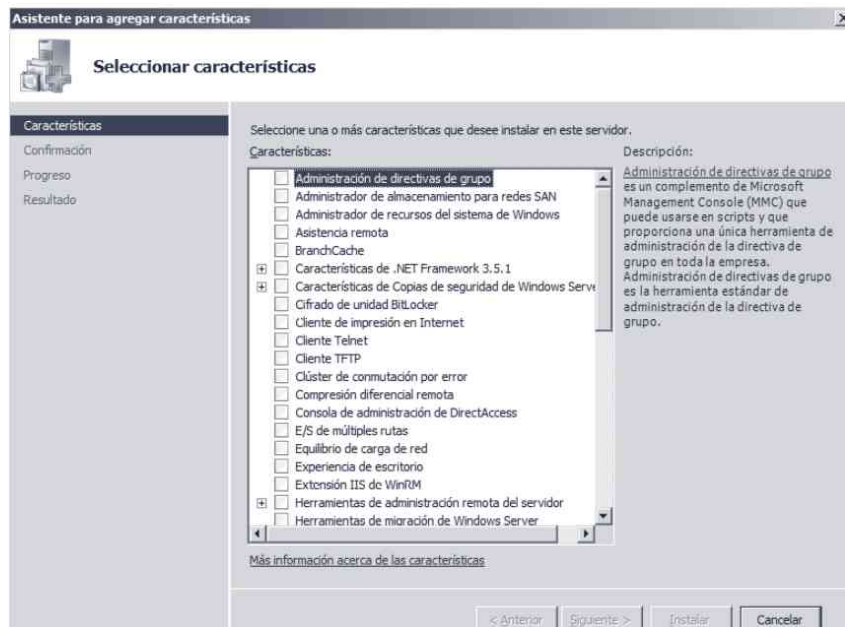 Asistente para agregar características
Seleccionar características
Características
Confirmación
Progreso
Resultado
Seleccione una o más características que desee instalar en este servidor.
Características:
Administración de directivas de grupo
Administrador de almacenamiento para redes SAN
Administrador de recursos del sistema de Windows
Asistencia remota
BranchCache
Características de .NET Framework 3.5.1
Características de Copias de seguridad de Windows Serve
Cifrado de unidad BitLocker
Cliente de impresión en Internet
Cliente Telnet
Cliente TFTP
Clúster de conmutación por error
Compresión diferencial remota
Consola de administración de DirectAccess
E/S de múltiples rutas
Equilibrio de carga de red
Experiencia de escritorio
Extensión IIS de WinRM
Herramientas de administración remota del servidor
Herramientas de migración de Windows Server
Más información acerca de las características
Descripción:
Administración de directivas de grupo
es un complemento de Microsoft
Management Console (MMC) que
puede usarse en scripts y que
proporciona una única herramienta de
administración de la directiva de
grupo en toda la empresa.
Administración de directivas de grupo
es la herramienta estándar de
administración de la directiva de
grupo.
< Anterior
Siguiente >
Instalar
Cancelar